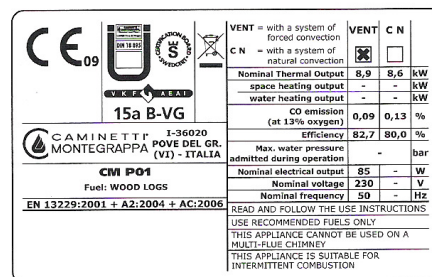 CE 09
DIN 18 895
CERTIFICATION BODY
S
SWEDCERT
V K F AEAI
15a B-VG
CAMINETTI
MONTEGRAPPA
I-36020
POVE DEL GR.
(VI) - ITALIA
CM P01
Fuel: WOOD LOGS
EN 13229:2001 + A2:2004 + AC:2006
VENT = with a system of
forced convection
C N = with a system of
natural convection
VENT C N
Nominal Thermal Output 8,9 8,6 kW
space heating output - - kW
water heating output - - kW
CO emission
(at 13% oxygen) 0,09 0,13 %
Efficiency 82,7 80,0 %
Max. water pressure
admitted during operation - bar
Nominal electrical output 85 - W
Nominal voltage 230 - V
Nominal frequency 50 - Hz
READ AND FOLLOW THE USE INSTRUCTIONS
USE RECOMMENDED FUELS ONLY
THIS APPLIANCE CANNOT BE USED ON A
MULTI-FLUE CHIMNEY
THIS APPLIANCE IS SUITABLE FOR
INTERMITTENT COMBUSTION